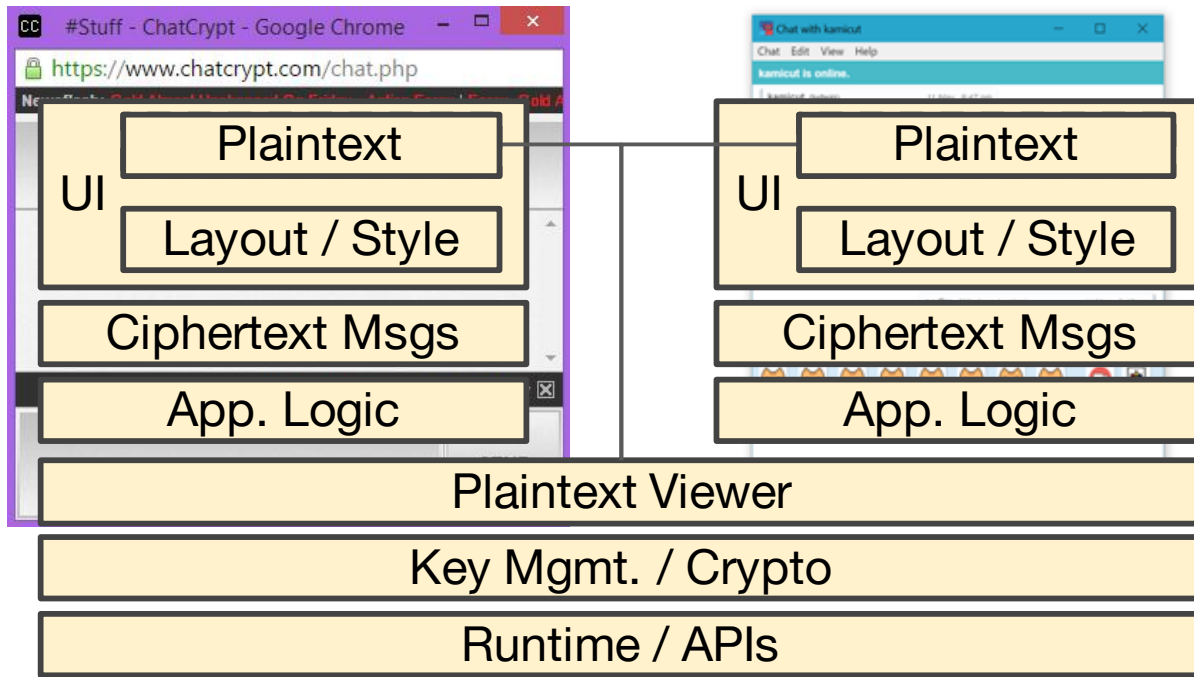 #Stuff - ChatCrypt - Google Chrome
https://www.chatcrypt.com/chat.php
Chat with kamicut
Chat Edit View Help
kamicut is online.
UI
Plaintext
Layout / Style
Ciphertext Msgs
App. Logic
UI
Plaintext
Layout / Style
Ciphertext Msgs
App. Logic
Plaintext Viewer
Key Mgmt. / Crypto
Runtime / APIs